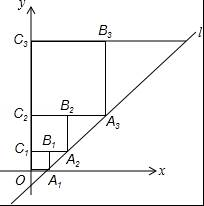 y
C₃ B₃ l
C₂ B₂ A₃
C₁ B₁ A₂
O A₁ x